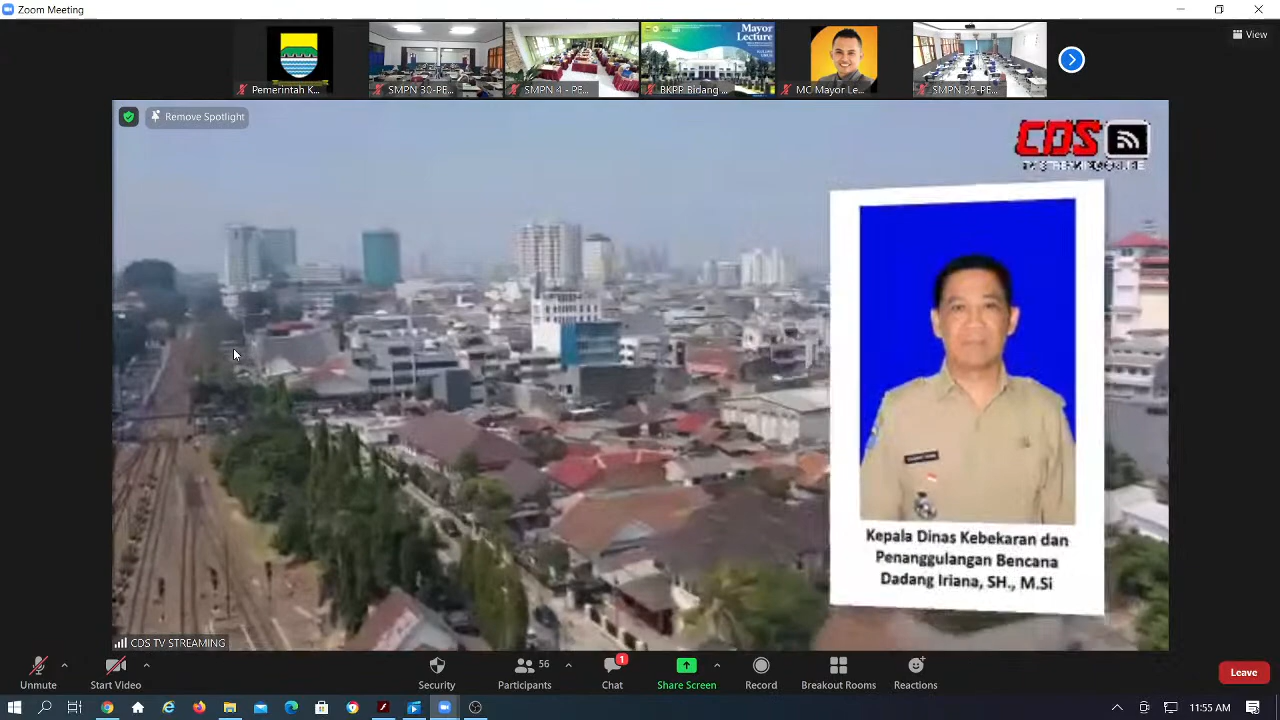 Zoom Meeting
View
Pemerintah K...
SMPN 30-PE...
SMPN 4 - PE...
BKPP Bidang ...
MC Mayor Le...
SMPN 25-PE...
Mayor
Lecture
Remove Spotlight
CDS
Kepala Dinas Kebekaran dan
Penanggulangan Bencana
Dadang Iriana, SH., M.Si
CDS TV STREAMING
Unmute
Start Video
Security
56
Participants
1
Chat
Share Screen
Record
Breakout Rooms
Reactions
Leave
11:55 AM